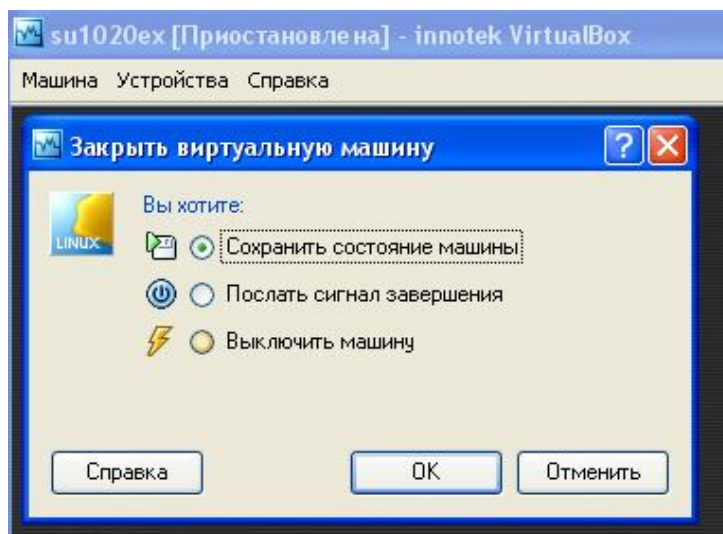 su1020ex [Приостановлена] - innotek VirtualBox
Машина Устройства Справка
Закрыть виртуальную машину
Вы хотите:
LINUX
Сохранить состояние машины
Послать сигнал завершения
Выключить машину
Справка OK Отменить